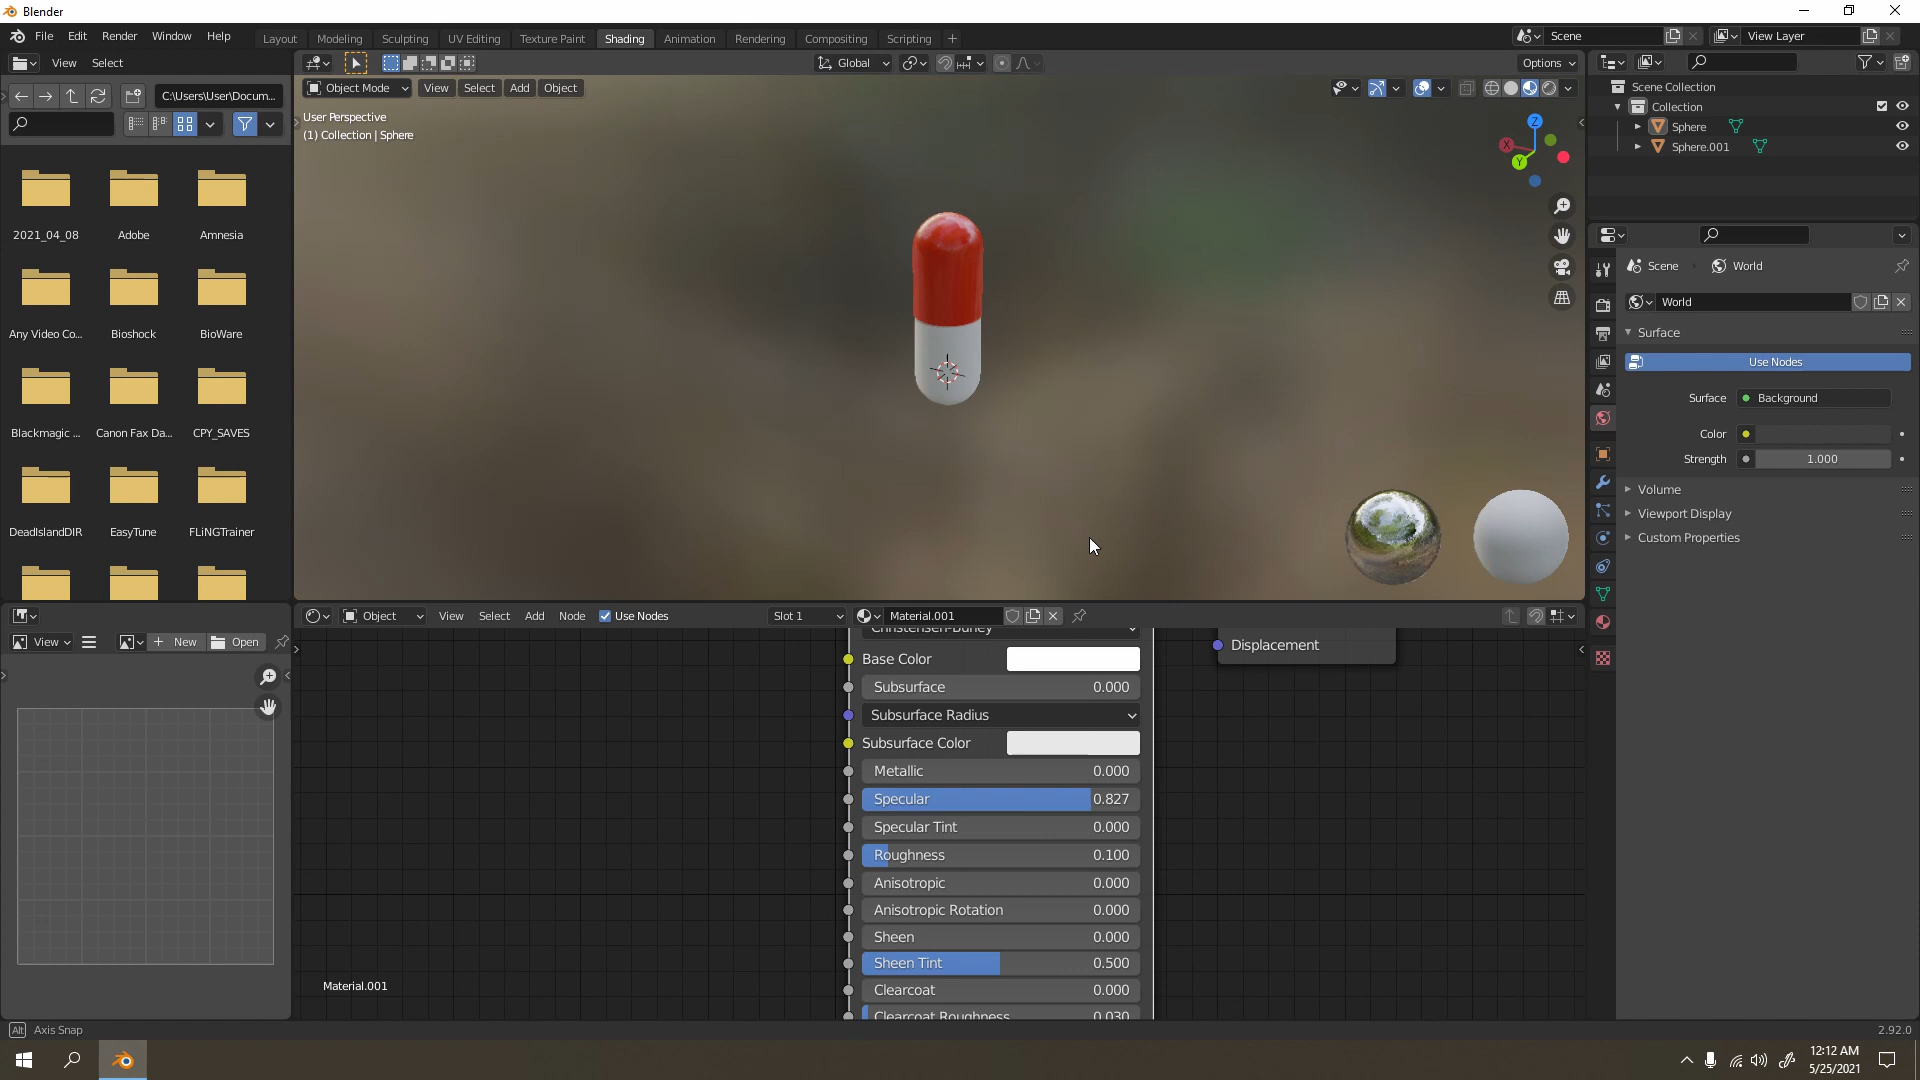 Blender
File Edit Render Window Help
Layout Modeling Sculpting UV Editing Texture Paint Shading Animation Rendering Compositing Scripting
Scene
View Layer
View Select
Global
Options
C:\Users\User\Docum...
Object Mode View Select Add Object
User Perspective
(1) Collection | Sphere
Z
X
Y
2021_04_08 Adobe Amnesia
Any Video Co... Bioshock BioWare
Blackmagic ... Canon Fax Da... CPY_SAVES
DeadIslandDIR EasyTune FLiNGTrainer
Scene Collection
Collection
Sphere
Sphere.001
Scene World
World
Surface
Use Nodes
Surface Background
Color
Strength 1.000
Volume
Viewport Display
Custom Properties
View New Open
Object View Select Add Node Use Nodes Slot 1 Material.001
Christensen-Burley
Base Color
Subsurface 0.000
Subsurface Radius
Subsurface Color
Metallic 0.000
Specular 0.827
Specular Tint 0.000
Roughness 0.100
Anisotropic 0.000
Anisotropic Rotation 0.000
Sheen 0.000
Sheen Tint 0.500
Clearcoat 0.000
Clearcoat Roughness 0.030
Displacement
Material.001
Alt Axis Snap
2.92.0
12:12 AM
5/25/2021